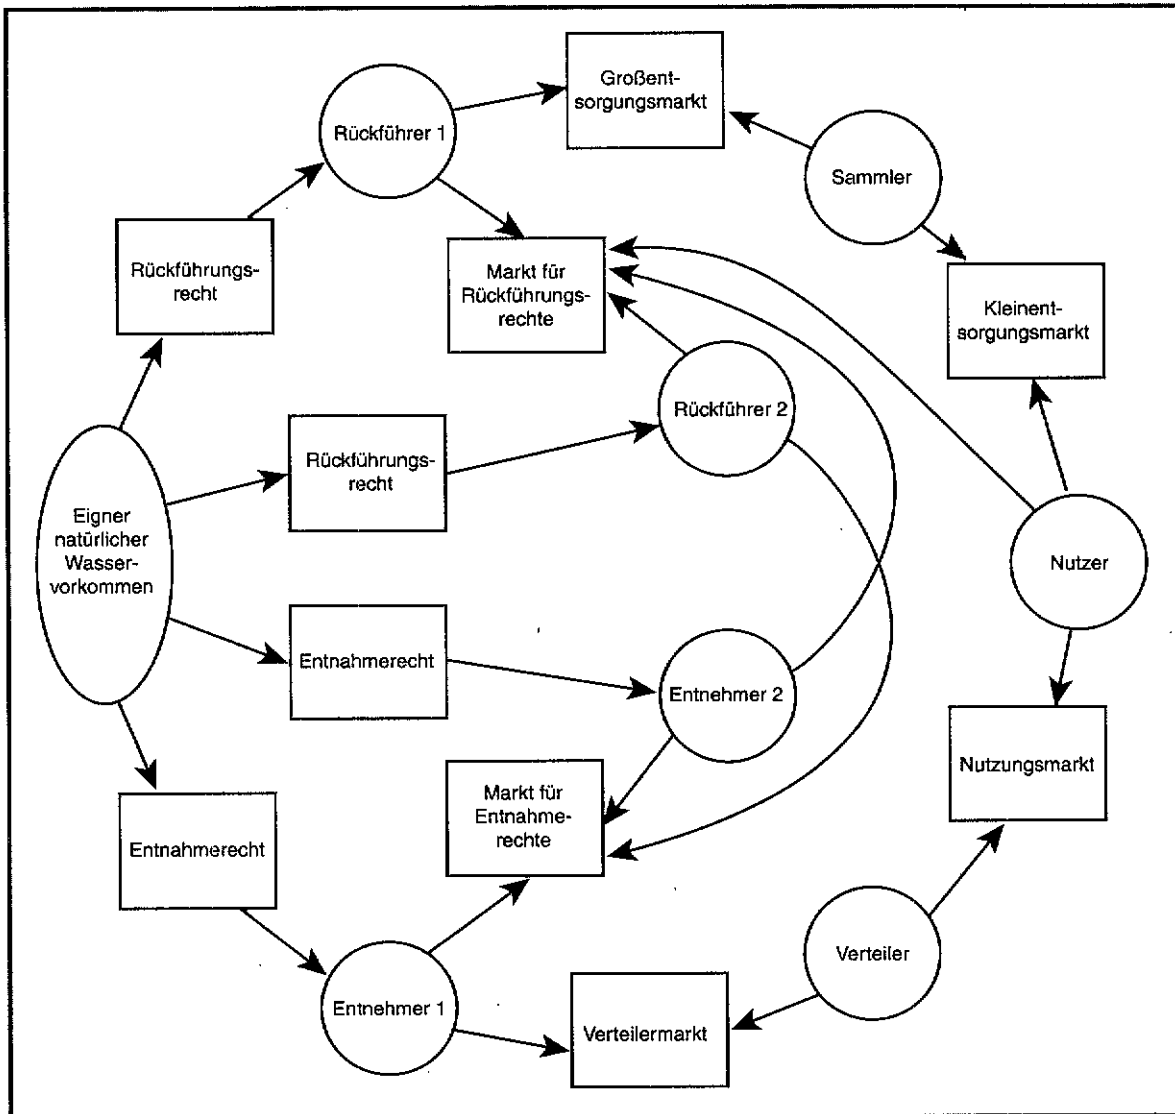 Großent-
sorgungsmarkt
Rückführer 1
Sammler
Rückführungs-
recht
Markt für
Rückführungs-
rechte
Kleinent-
sorgungsmarkt
Rückführer 2
Rückführungs-
recht
Eigner
natürlicher
Wasser-
vorkommen
Nutzer
Entnahmerecht
Entnehmer 2
Nutzungsmarkt
Markt für
Entnahme-
rechte
Entnahmerecht
Verteiler
Entnehmer 1
Verteilermarkt